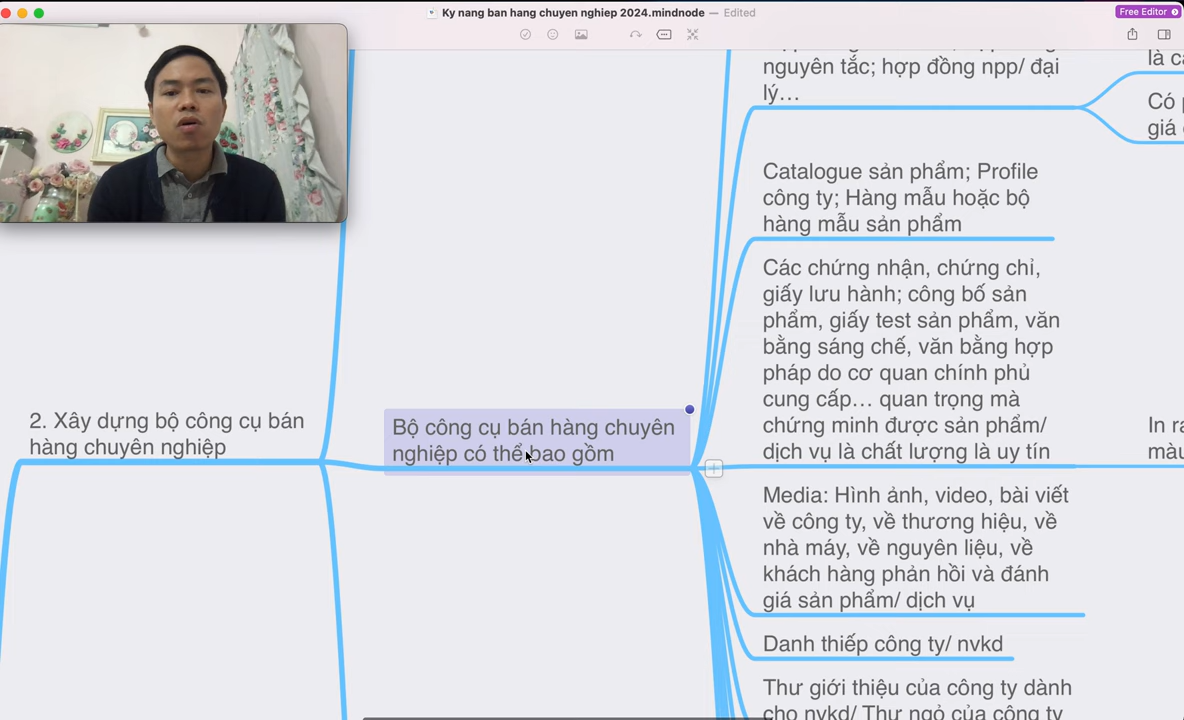 Ky nang ban hang chuyen nghiep 2024.mindnode — Edited
Free Editor
nguyên tắc; hợp đồng npp/ đại
lý…
là
Có
giá
Catalogue sản phẩm; Profile
công ty; Hàng mẫu hoặc bộ
hàng mẫu sản phẩm
Các chứng nhận, chứng chỉ,
giấy lưu hành; công bố sản
phẩm, giấy test sản phẩm, văn
bằng sáng chế, văn bằng hợp
pháp do cơ quan chính phủ
cung cấp… quan trọng mà
chứng minh được sản phẩm/
dịch vụ là chất lượng là uy tín
2. Xây dựng bộ công cụ bán
hàng chuyên nghiệp
Bộ công cụ bán hàng chuyên
nghiệp có thể bao gồm
In
Media: Hình ảnh, video, bài viết
về công ty, về thương hiệu, về
nhà máy, về nguyên liệu, về
khách hàng phản hồi và đánh
giá sản phẩm/ dịch vụ
Danh thiếp công ty/ nvkd
Thư giới thiệu của công ty dành
cho nvkd/ Thư ngỏ của công ty